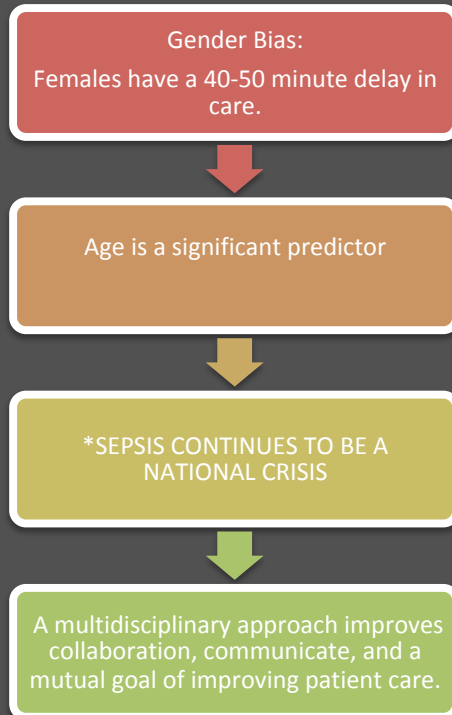 Gender Bias:
Females have a 40-50 minute delay in
care.
Age is a significant predictor
*SEPSIS CONTINUES TO BE A
NATIONAL CRISIS
A multidisciplinary approach improves
collaboration, communicate, and a
mutual goal of improving patient care.